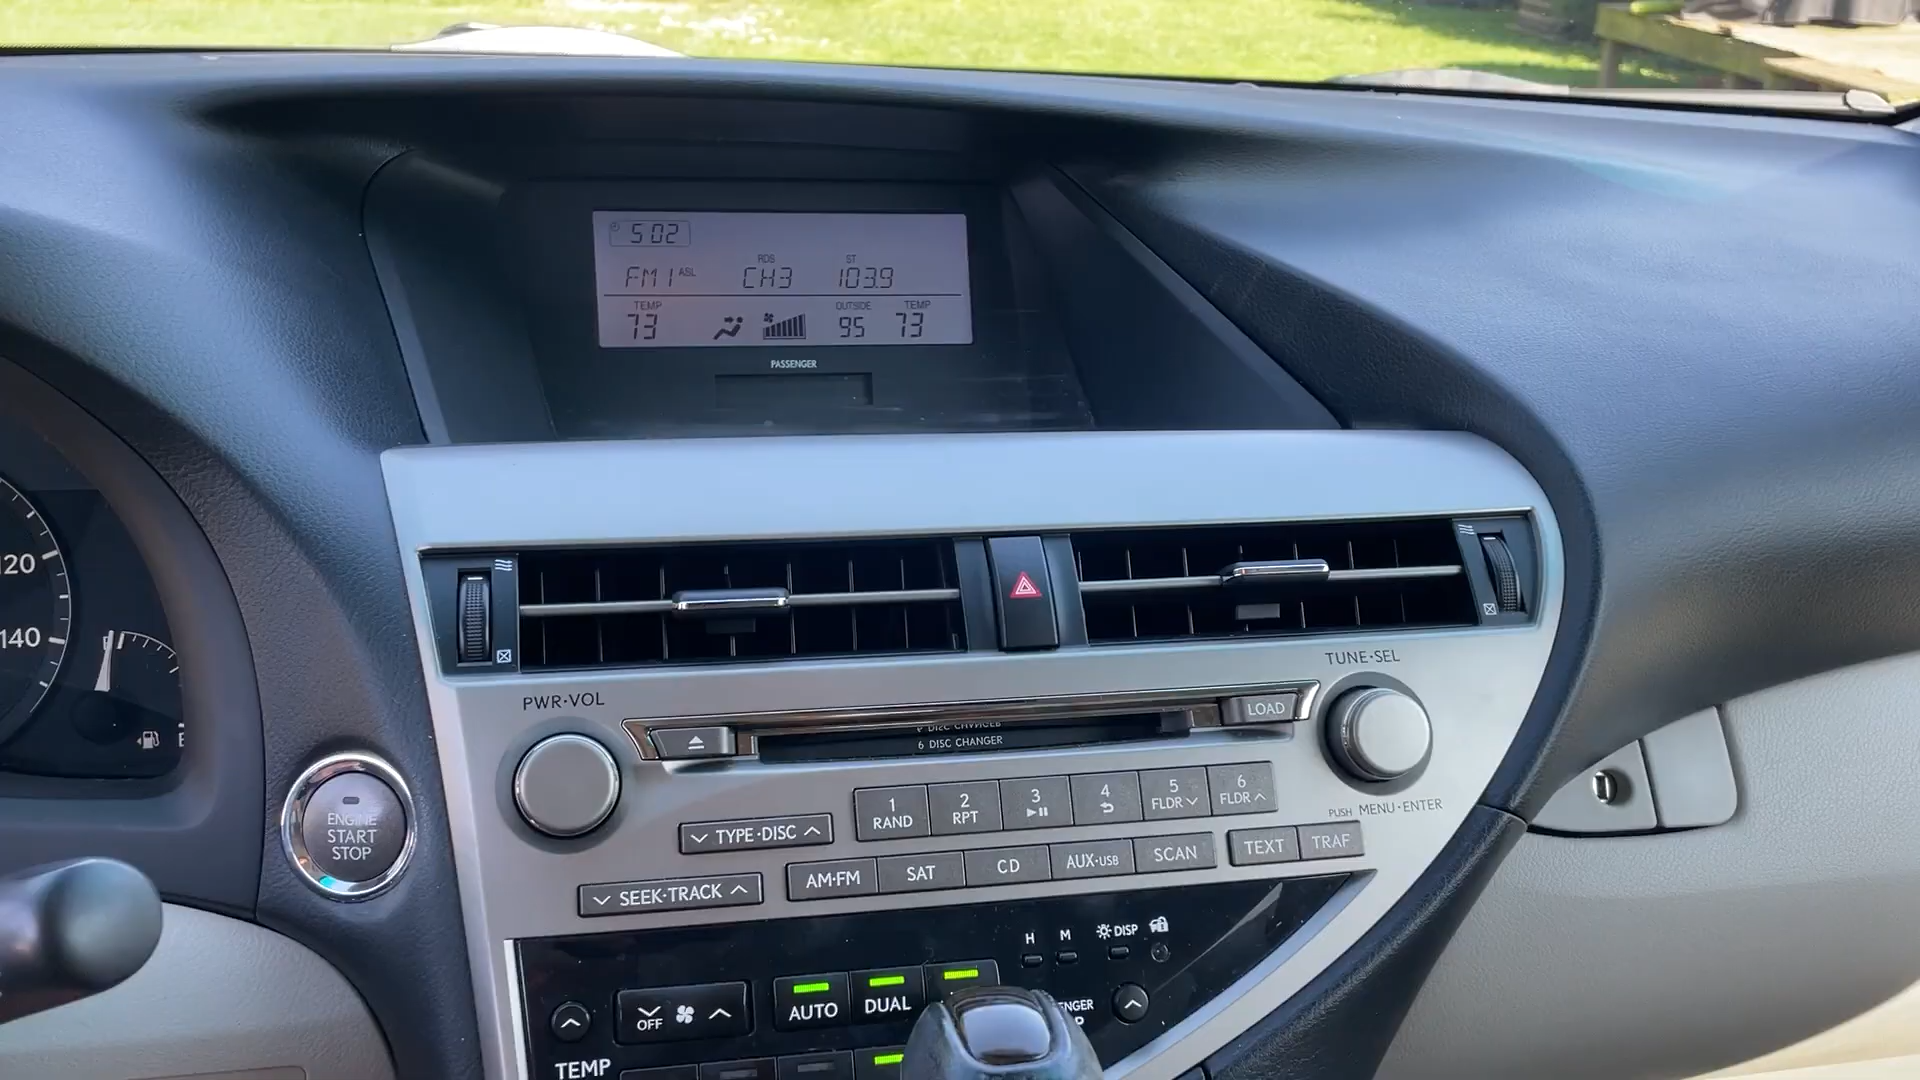 5:02
FM1 ASL RDS CH3 ST 103.9
TEMP OUTSIDE TEMP
73 95 73
PASSENGER
120
140
F
PWR·VOL
TUNE·SEL
LOAD
6 DISC CHANGER
ENGINE
START
STOP
1
RAND
2
RPT
3
4
5
FLDR
6
FLDR
PUSH MENU·ENTER
TYPE·DISC
SEEK·TRACK
AM·FM
SAT
CD
AUX·USB
SCAN
TEXT
TRAF
H
M
DISP
OFF
AUTO
DUAL
TEMP